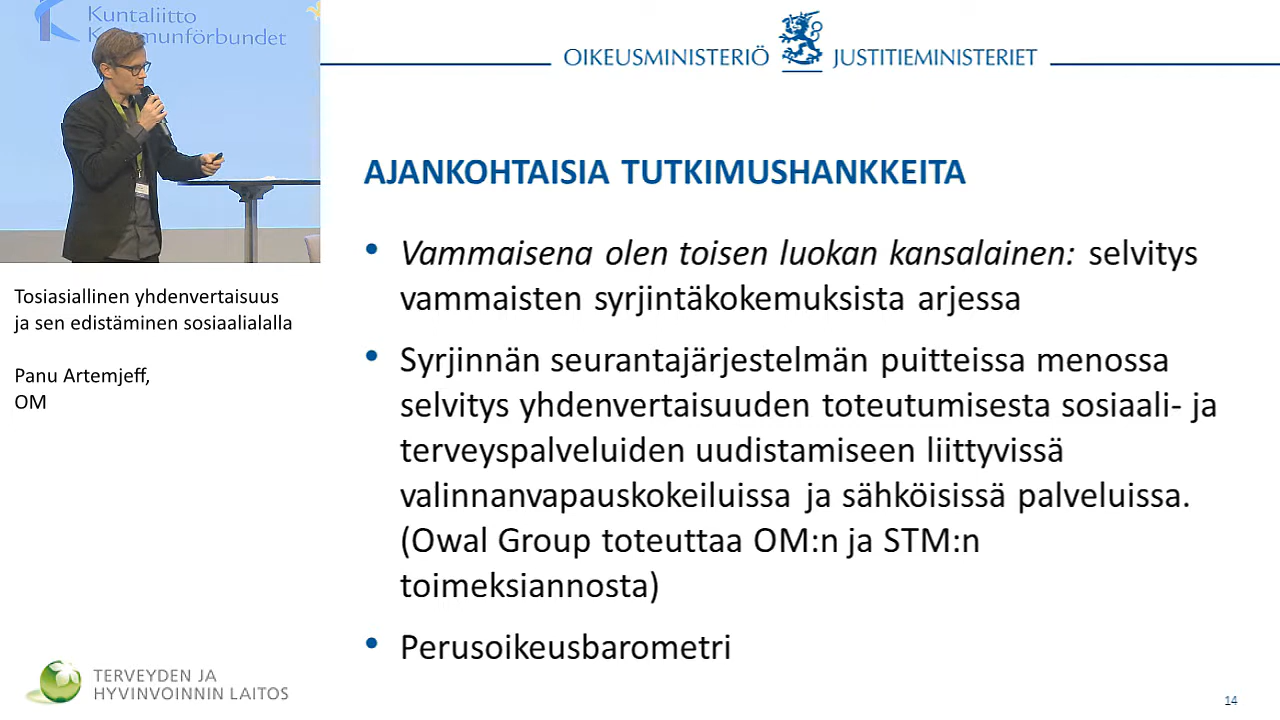 Kuntaliitto
Kommunförbundet
OIKEUSMINISTERIÖ JUSTITIEMINISTERIET
AJANKOHTAISIA TUTKIMUSHANKKEITA
• Vammaisena olen toisen luokan kansalainen: selvitys
vammaisten syrjintäkokemuksista arjessa
• Syrjinnän seurantajärjestelmän puitteissa menossa
selvitys yhdenvertaisuuden toteutumisesta sosiaali- ja
terveyspalveluiden uudistamiseen liittyvissä
valinnanvapauskokeiluissa ja sähköisissä palveluissa.
(Owal Group toteuttaa OM:n ja STM:n
toimeksiannosta)
• Perusoikeusbarometri
Tosiasiallinen yhdenvertaisuus
ja sen edistäminen sosiaalialalla
Panu Artemjeff,
OM
TERVEYDEN JA
HYVINVOINNIN LAITOS
14